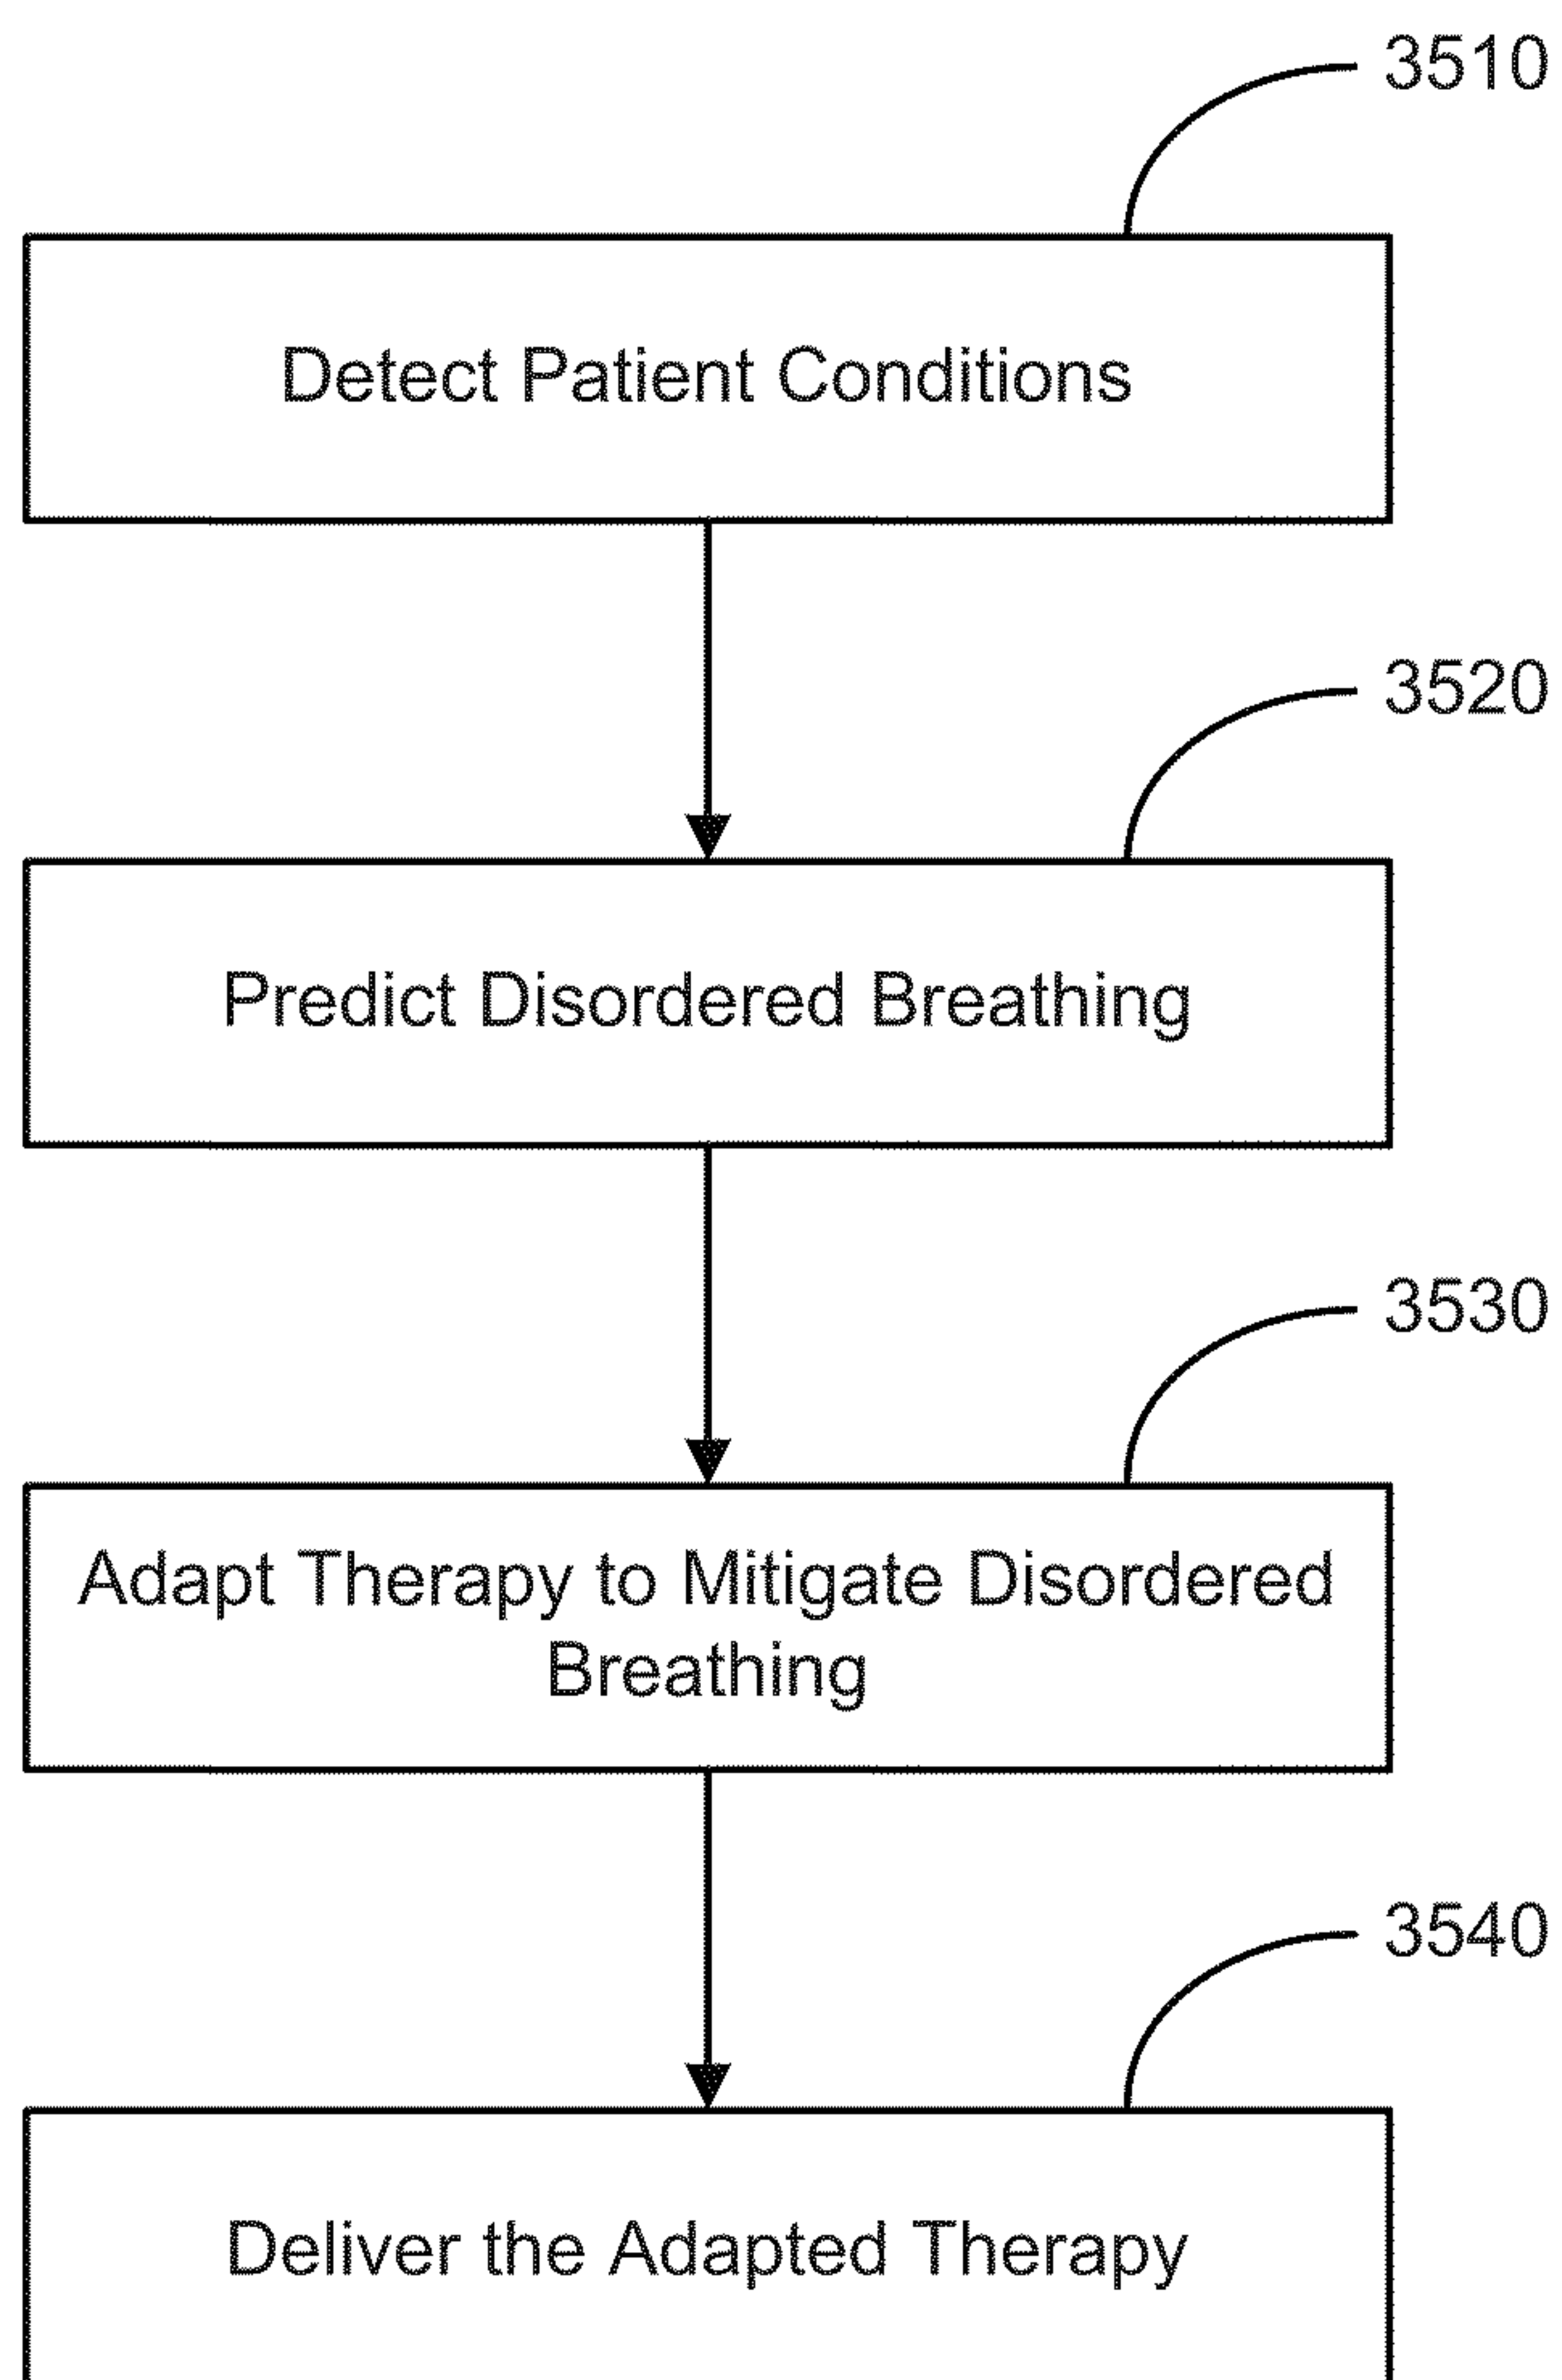 3510
Detect Patient Conditions
3520
Predict Disordered Breathing
3530
Adapt Therapy to Mitigate Disordered
Breathing
3540
Deliver the Adapted Therapy